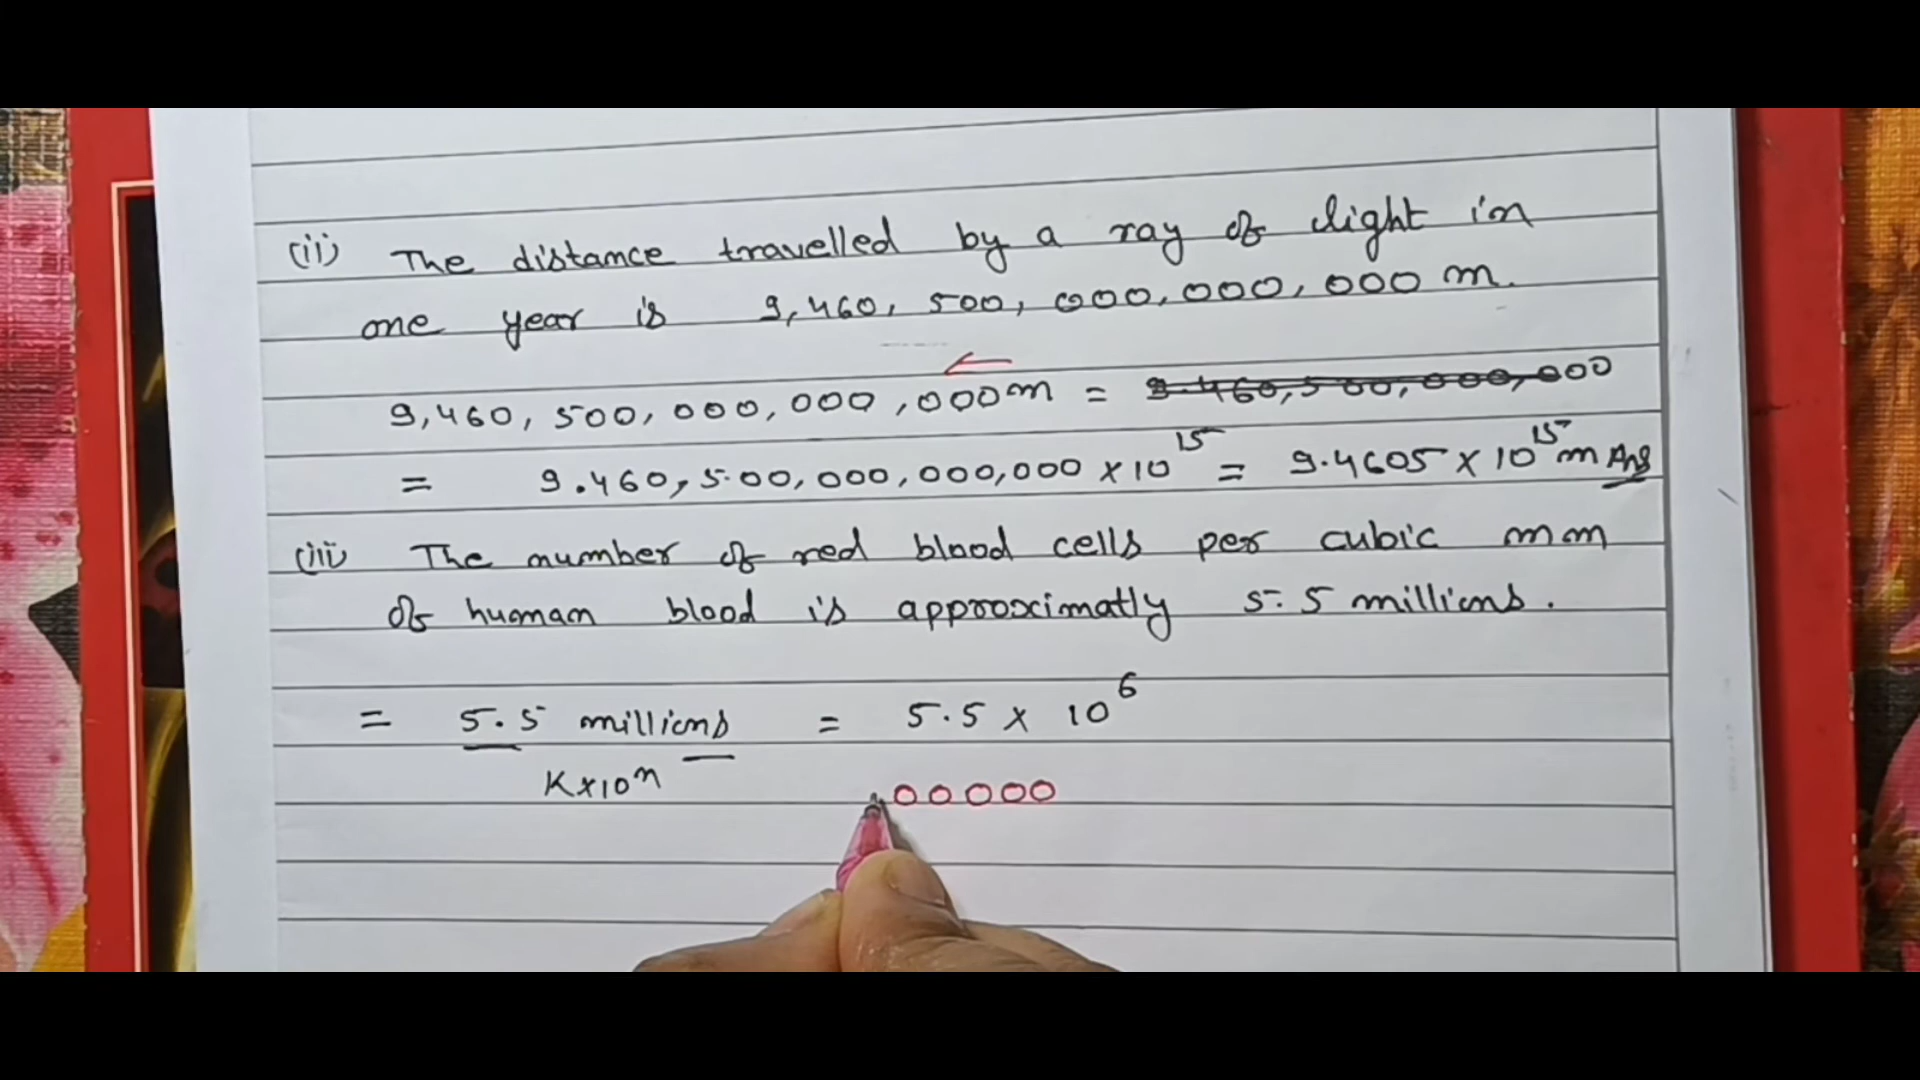 (ii) The distance travelled by a ray of light in
one year is 9,460,500,000,000,000 m.
9,460,500,000,000,000m = 9.460,500,000,000
= 9.460,500,000,000,000 × 10^15 = 9.4605 × 10^15 m Ans
(iii) The number of red blood cells per cubic mm
of human blood is approximatly 5.5 millions.
= 5.5 millions = 5.5 × 10^6
K×10^n 00000